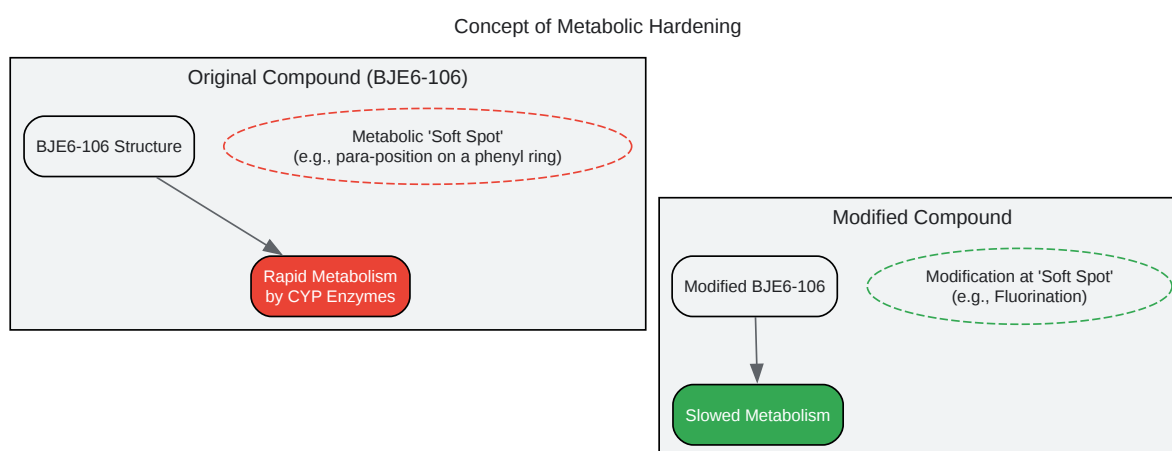 Concept of Metabolic Hardening
Original Compound (BJE6-106)
BJE6-106 Structure
Metabolic 'Soft Spot'
(e.g., para-position on a phenyl ring)
Rapid Metabolism
by CYP Enzymes
Modified Compound
Modified BJE6-106
Modification at 'Soft Spot'
(e.g., Fluorination)
Slowed Metabolism